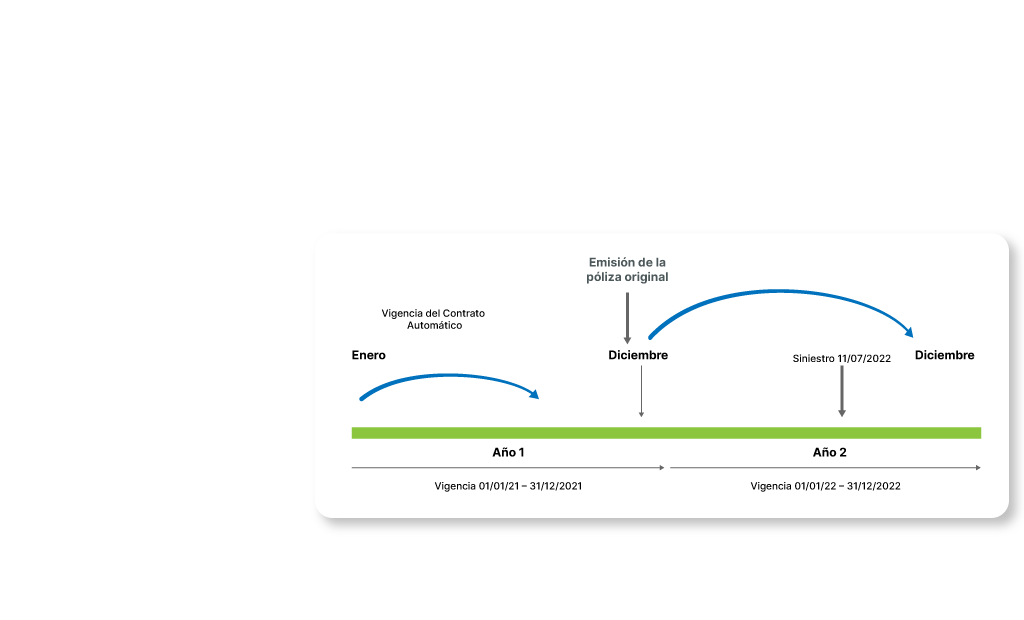 Emisión de la
póliza original
Vigencia del Contrato
Automático
Enero
Diciembre
Siniestro 11/07/2022
Diciembre
Año 1
Año 2
Vigencia 01/01/21 – 31/12/2021
Vigencia 01/01/22 – 31/12/2022